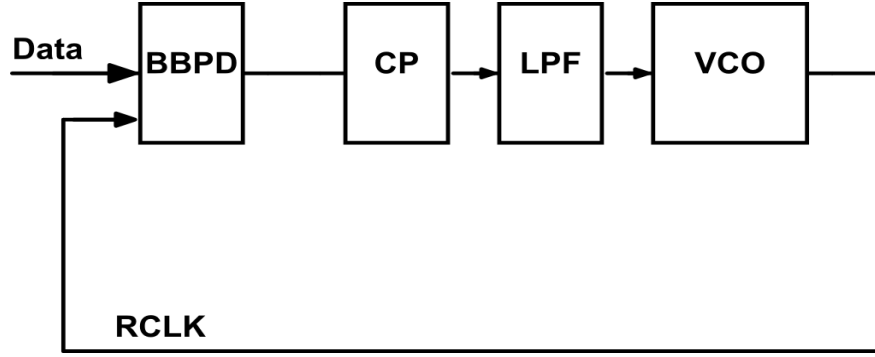 Data
BBPD
CP
LPF
VCO
RCLK